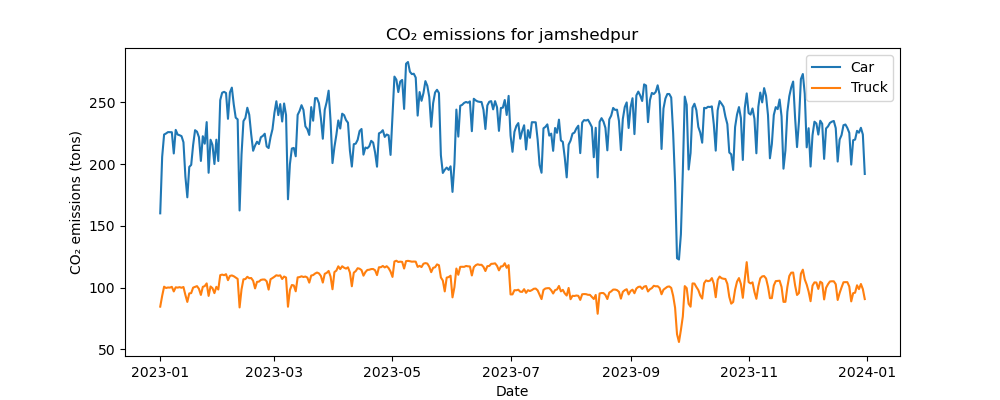 CO₂ emissions for jamshedpur
Car
Truck
CO₂ emissions (tons)
250
200
150
100
50
2023-01 2023-03 2023-05 2023-07 2023-09 2023-11 2024-01
Date